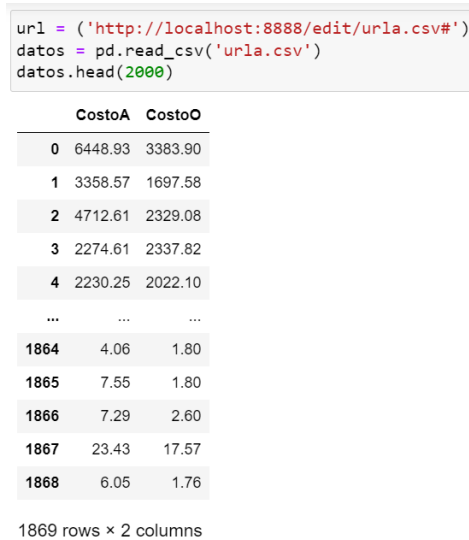 url = ('http://localhost:8888/edit/urla.csv#')
datos = pd.read_csv('urla.csv')
datos.head(2000)
CostoA CostoO
0 6448.93 3383.90
1 3358.57 1697.58
2 4712.61 2329.08
3 2274.61 2337.82
4 2230.25 2022.10
... ... ...
1864 4.06 1.80
1865 7.55 1.80
1866 7.29 2.60
1867 23.43 17.57
1868 6.05 1.76
1869 rows × 2 columns